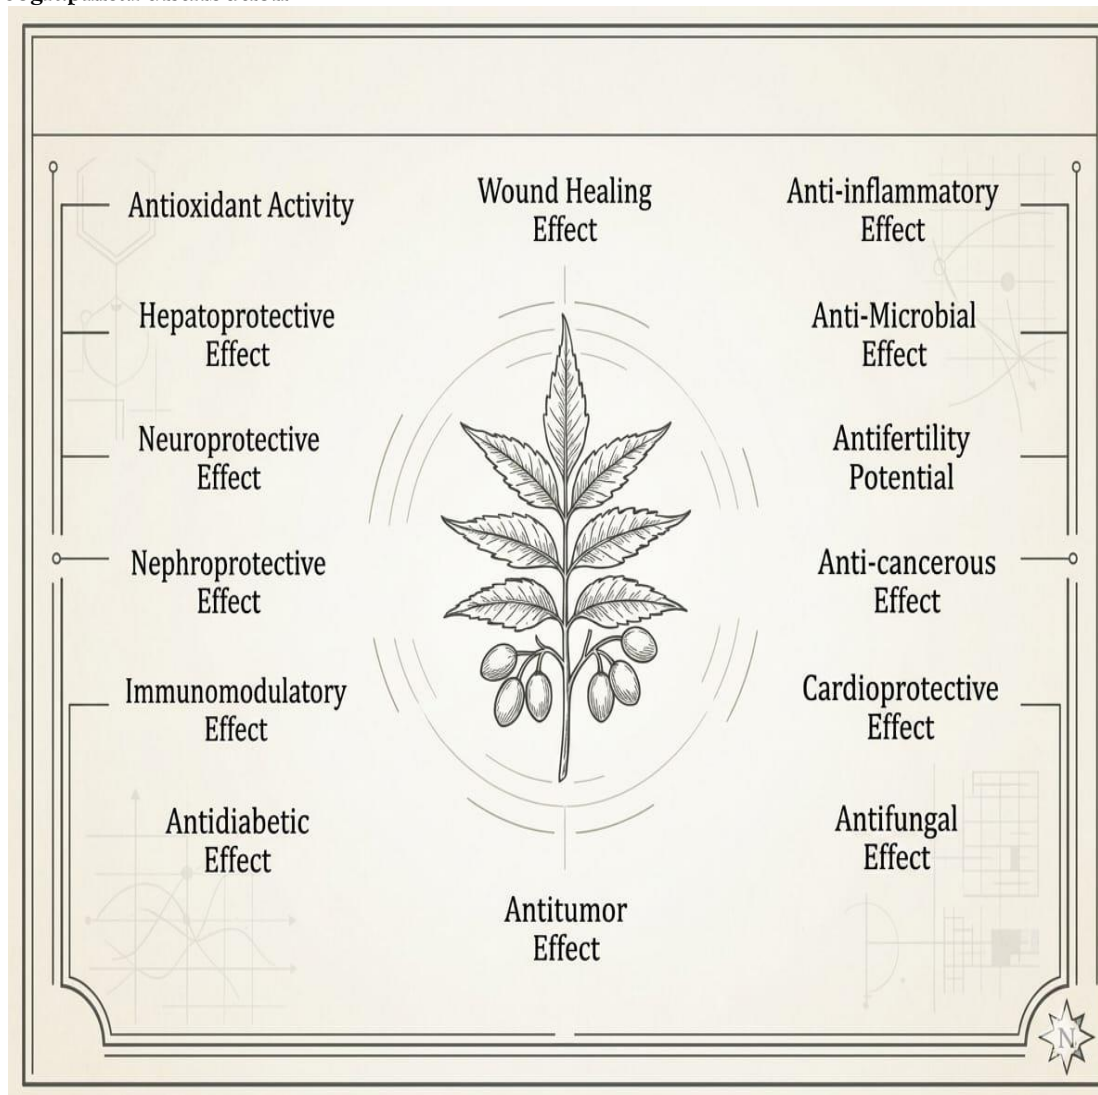 Antioxidant Activity
Hepatoprotective
Effect
Neuroprotective
Effect
Nephroprotective
Effect
Immunomodulatory
Effect
Antidiabetic
Effect
Wound Healing
Effect
Antitumor
Effect
Anti-inflammatory
Effect
Anti-Microbial
Effect
Antifertility
Potential
Anti-cancerous
Effect
Cardioprotective
Effect
Antifungal
Effect
N